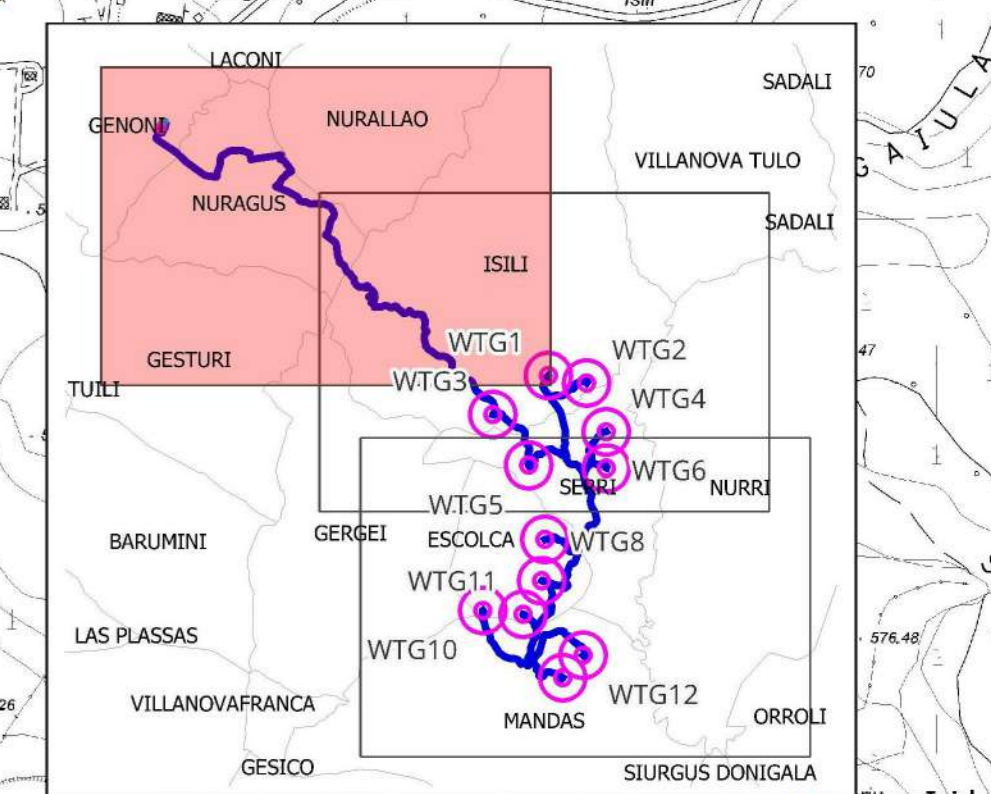 LACONI
70
SADALI
GENONI
NURALLAO
GAIULA
VILLANOVA TULO
NURAGUS
SADALI
ISILI
WTG1
WTG2
47
GESTURI
WTG3
TUILI
WTG4
WTG6
SERRI
NURRI
WTG5
GERGEI
ESCOLCA
BARUMINI
WTG8
WTG11
LAS PLASSAS
576.48
WTG10
WTG12
26
VILLANOVAFRANCA
ORROLI
MANDAS
GESICO
SIURGUS DONIGALA